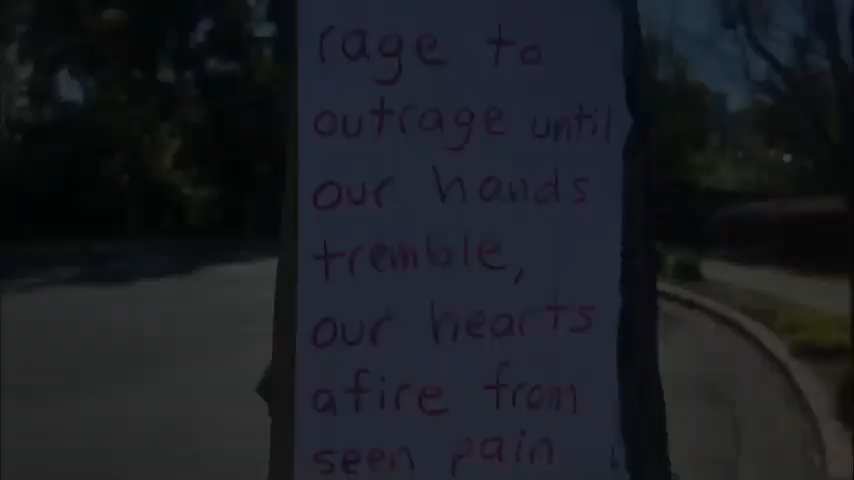 rage to
outrage until
our hands
tremble,
our hearts
afire from
seen pain